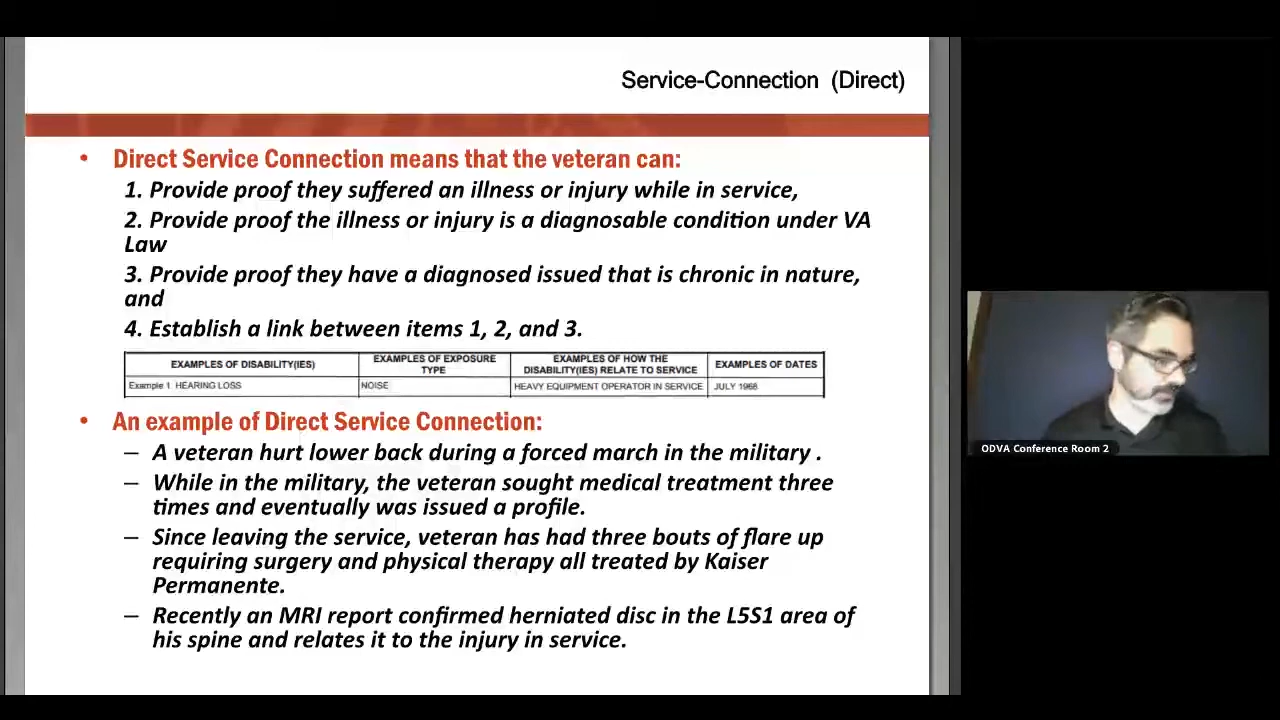 Service-Connection (Direct)
• Direct Service Connection means that the veteran can:
1. Provide proof they suffered an illness or injury while in service,
2. Provide proof the illness or injury is a diagnosable condition under VA
Law
3. Provide proof they have a diagnosed issued that is chronic in nature,
and
4. Establish a link between items 1, 2, and 3.
EXAMPLES OF DISABILITY(IES) EXAMPLES OF EXPOSURE TYPE EXAMPLES OF HOW THE DISABILITY(IES) RELATE TO SERVICE EXAMPLES OF DATES
Example 1 HEARING LOSS NOISE HEAVY EQUIPMENT OPERATOR IN SERVICE JULY 1968
• An example of Direct Service Connection:
– A veteran hurt lower back during a forced march in the military .
– While in the military, the veteran sought medical treatment three
times and eventually was issued a profile.
– Since leaving the service, veteran has had three bouts of flare up
requiring surgery and physical therapy all treated by Kaiser
Permanente.
– Recently an MRI report confirmed herniated disc in the L5S1 area of
his spine and relates it to the injury in service.
ODVA Conference Room 2